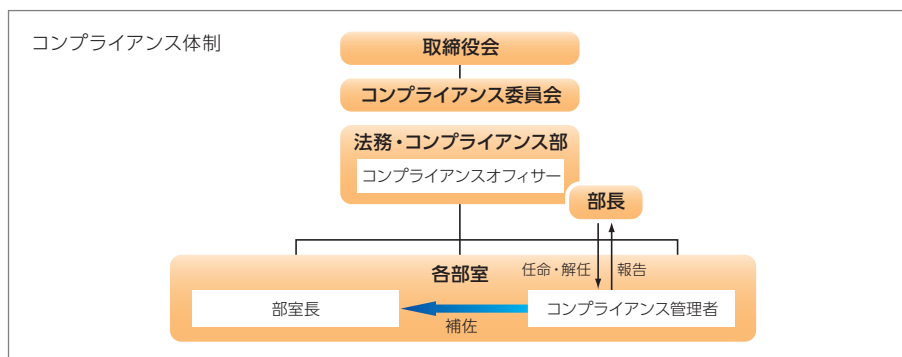 コンプライアンス体制
取締役会
コンプライアンス委員会
法務・コンプライアンス部
コンプライアンスオフィサー
部長
任命・解任
報告
各部室
部室長
補佐
コンプライアンス管理者